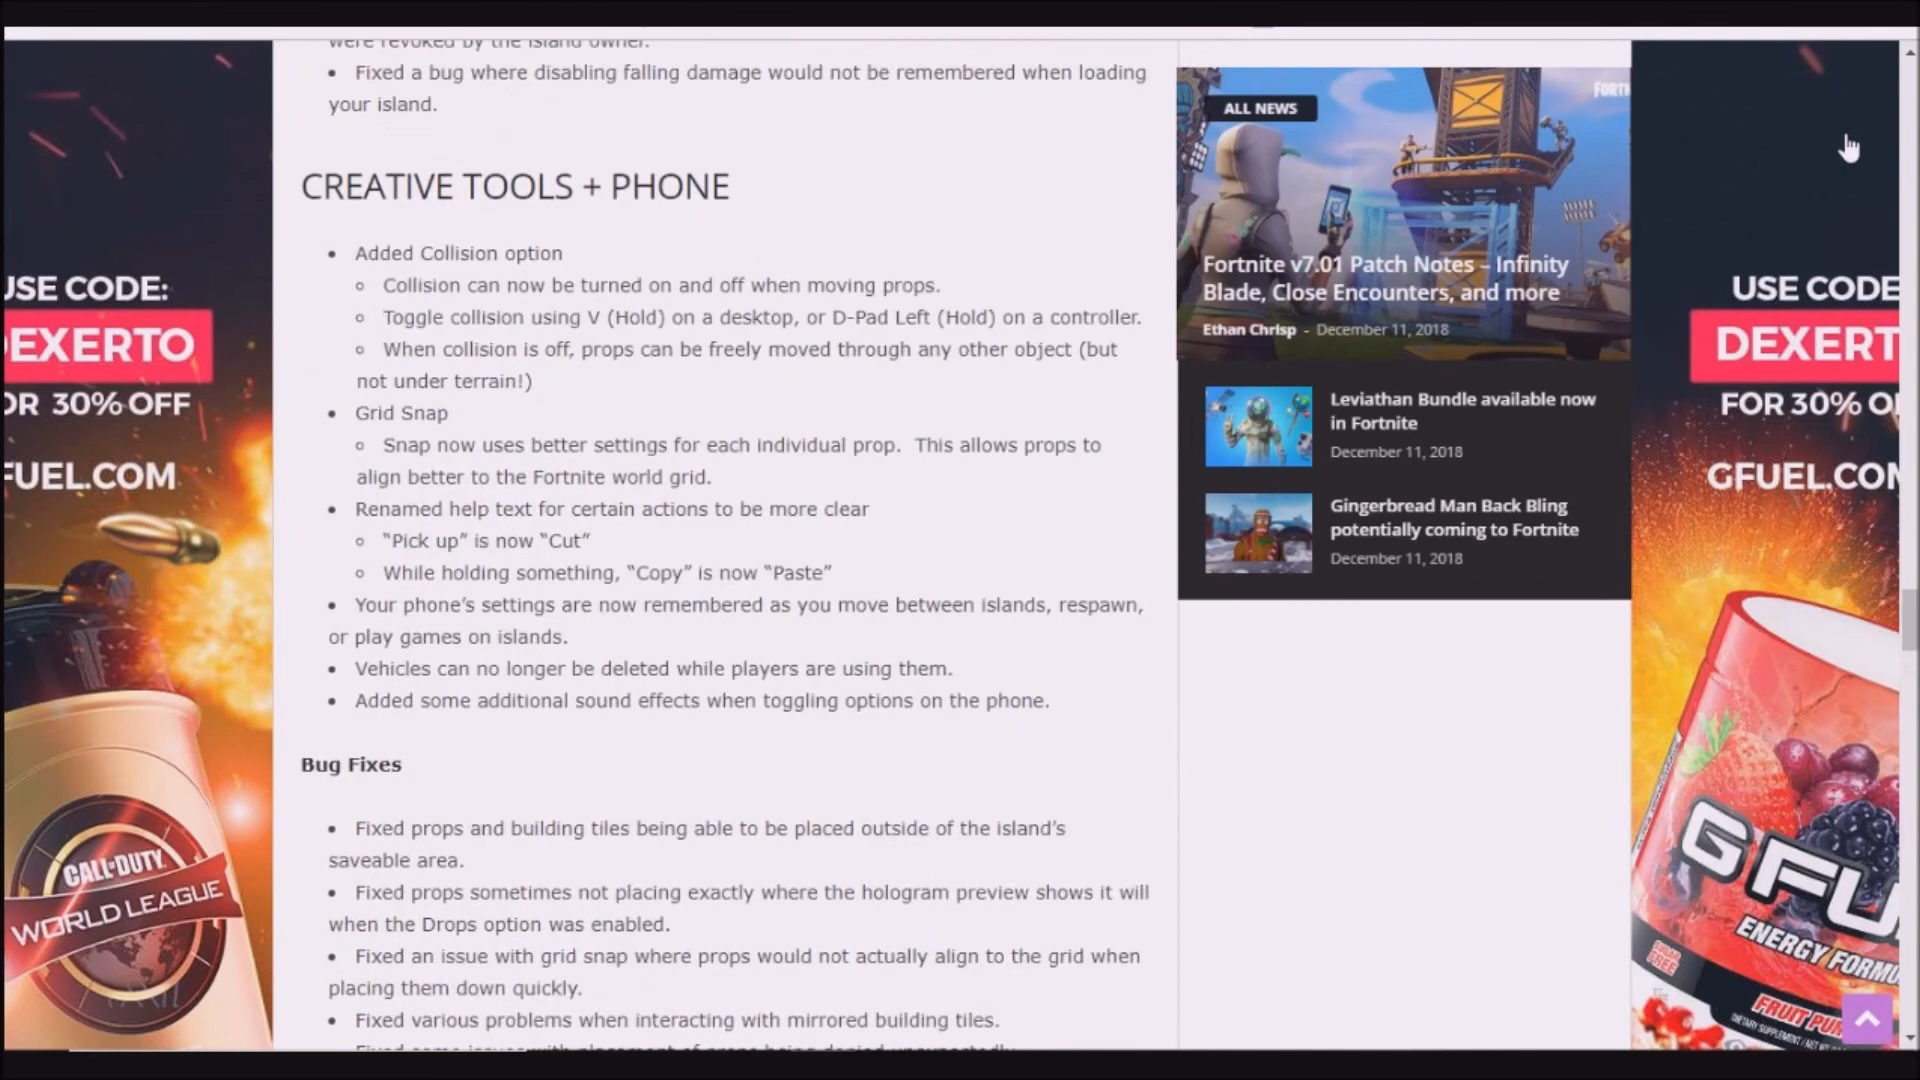 were revoked by the island owner.
• Fixed a bug where disabling falling damage would not be remembered when loading
your island.
CREATIVE TOOLS + PHONE
• Added Collision option
◦ Collision can now be turned on and off when moving props.
◦ Toggle collision using V (Hold) on a desktop, or D-Pad Left (Hold) on a controller.
◦ When collision is off, props can be freely moved through any other object (but
not under terrain!)
• Grid Snap
◦ Snap now uses better settings for each individual prop.  This allows props to
align better to the Fortnite world grid.
• Renamed help text for certain actions to be more clear
◦ “Pick up” is now “Cut”
◦ While holding something, “Copy” is now “Paste”
• Your phone’s settings are now remembered as you move between islands, respawn,
or play games on islands.
• Vehicles can no longer be deleted while players are using them.
• Added some additional sound effects when toggling options on the phone.
Bug Fixes
• Fixed props and building tiles being able to be placed outside of the island’s
saveable area.
• Fixed props sometimes not placing exactly where the hologram preview shows it will
when the Drops option was enabled.
• Fixed an issue with grid snap where props would not actually align to the grid when
placing them down quickly.
• Fixed various problems when interacting with mirrored building tiles.
ALL NEWS
FORTN
Fortnite v7.01 Patch Notes – Infinity
Blade, Close Encounters, and more
Ethan Chrisp - December 11, 2018
Leviathan Bundle available now
in Fortnite
December 11, 2018
Gingerbread Man Back Bling
potentially coming to Fortnite
December 11, 2018
USE CODE:
DEXERTO
OR 30% OFF
FUEL.COM
CALL·DUTY
WORLD LEAGUE
USE CODE
DEXERT
FOR 30% O
GFUEL.COM
G FU
ENERGY FORMU
SUGAR
FREE
FRUIT PUN